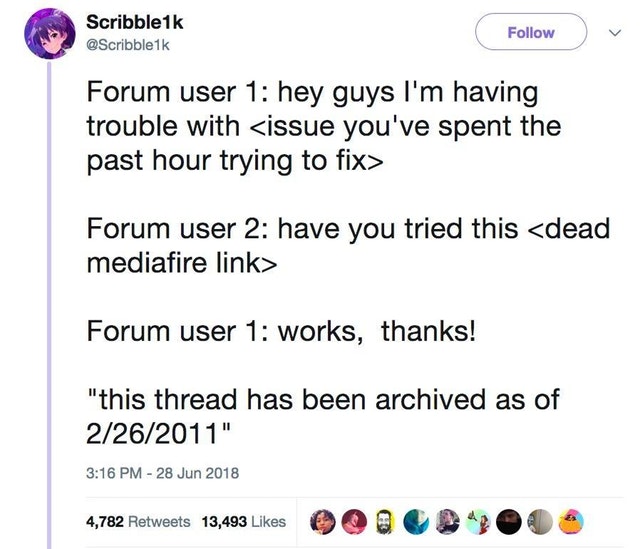 Scribble1k
@Scribble1k
Follow
Forum user 1: hey guys I'm having
trouble with <issue you've spent the
past hour trying to fix>
Forum user 2: have you tried this <dead
mediafire link>
Forum user 1: works,  thanks!
"this thread has been archived as of
2/26/2011"
3:16 PM - 28 Jun 2018
4,782 Retweets  13,493 Likes